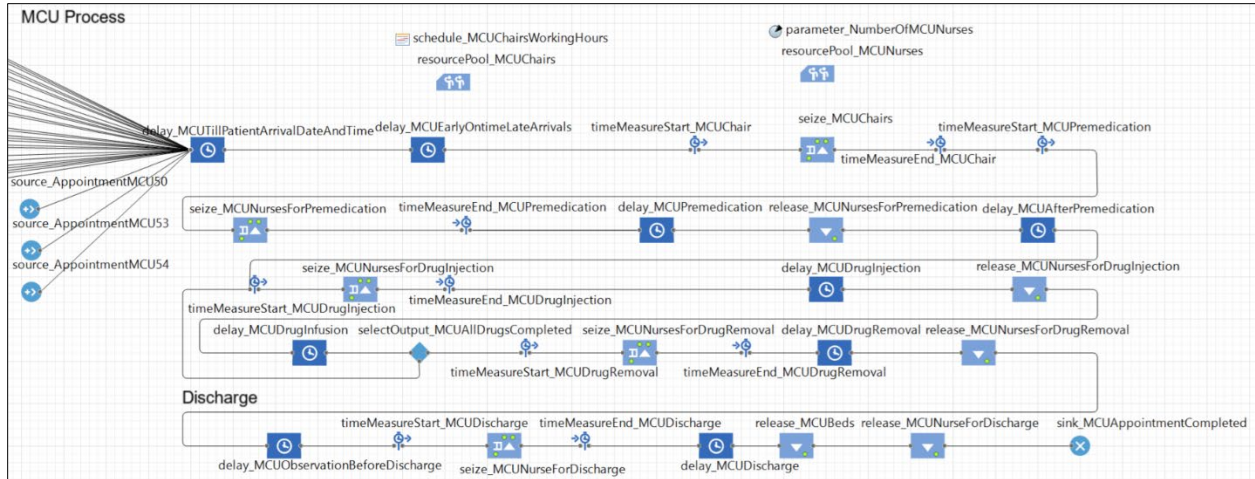 MCU Process
schedule_MCUChairsWorkingHours
parameter_NumberOfMCUNurses
resourcePool_MCUChairs
resourcePool_MCUNurses
delay_MCUTillPatientArrivalDateAndTime
delay_MCUEarlyOntimeLateArrivals
timeMeasureStart_MCUChair
seize_MCUChairs
timeMeasureEnd_MCUChair
timeMeasureStart_MCUPremedication
source_AppointmentMCU50
source_AppointmentMCU53
source_AppointmentMCU54
seize_MCUNursesForPremedication
timeMeasureEnd_MCUPremedication
delay_MCUPremedication
release_MCUNursesForPremedication
delay_MCUAfterPremedication
timeMeasureStart_MCUDrugInjection
seize_MCUNursesForDrugInjection
timeMeasureEnd_MCUDrugInjection
delay_MCUDrugInjection
release_MCUNursesForDrugInjection
delay_MCUDrugInfusion
selectOutput_MCUAllDrugsCompleted
timeMeasureStart_MCUDrugRemoval
seize_MCUNursesForDrugRemoval
timeMeasureEnd_MCUDrugRemoval
delay_MCUDrugRemoval
release_MCUNursesForDrugRemoval
Discharge
delay_MCUObservationBeforeDischarge
timeMeasureStart_MCUDischarge
seize_MCUNurseForDischarge
timeMeasureEnd_MCUDischarge
delay_MCUDischarge
release_MCUBeds
release_MCUNurseForDischarge
sink_MCUAppointmentCompleted